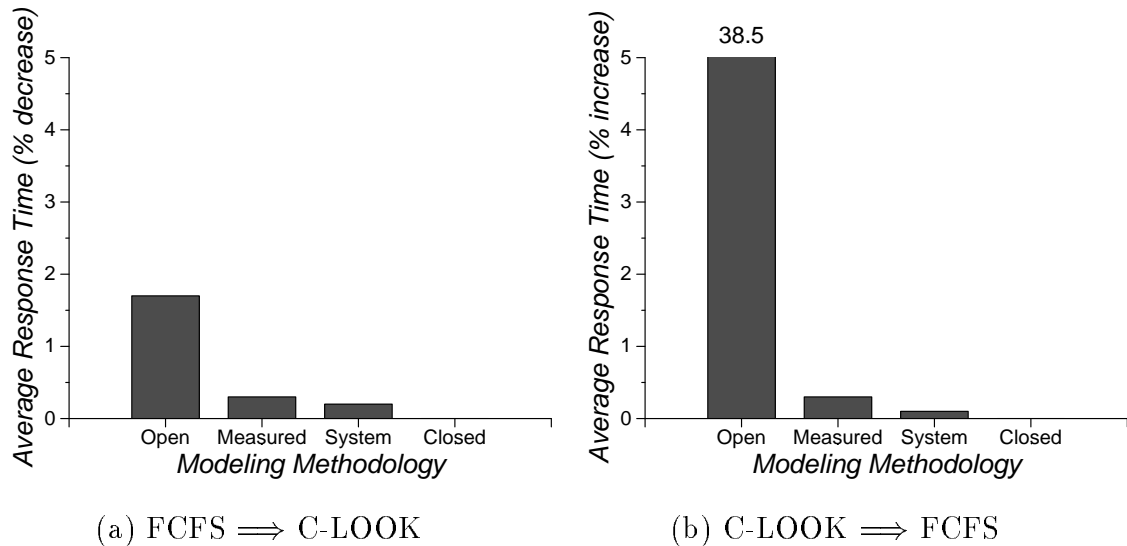 Average Response Time (% decrease)
5
4
3
2
1
0
Open Measured System Closed
Modeling Methodology
(a) FCFS ⟹ C-LOOK
38.5
Average Response Time (% increase)
5
4
3
2
1
0
Open Measured System Closed
Modeling Methodology
(b) C-LOOK ⟹ FCFS